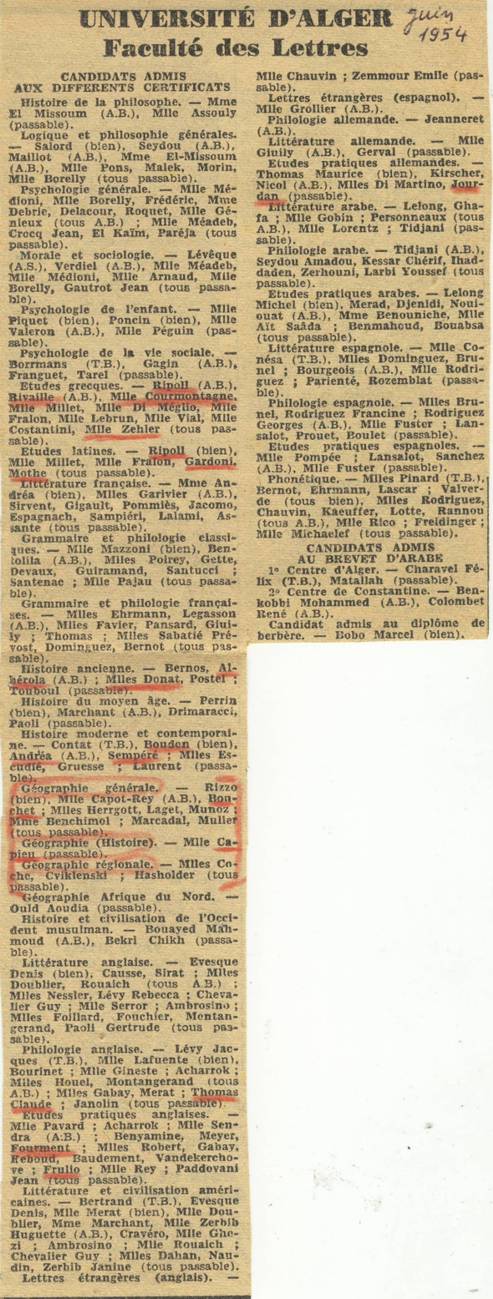 UNIVERSITÉ D'ALGER
Faculté des Lettres
juin
1954
CANDIDATS ADMIS
AUX DIFFERENTS CERTIFICATS
Histoire de la philosophe. — Mme
El Missoum (A.B.), Mlle Assouly
(passable).
Logique et philosophie générales.
— Salord (bien), Seydou (A.B.),
Maillot (A.B.), Mme El-Missoum
(A.B.), Mlle Pons, Malek, Morin,
Mlle Borelly (tous passable).
Psychologie générale. — Mlle Mé-
dioni, Mlle Borelly, Frédéric, Mme
Debrie, Delacour, Roquet, Mlle Gé-
nieux (tous A.B.) ; Mlle Méadeb,
Crocq Jean, El Kaïm, Paréja (tous
passable).
Morale et sociologie. — Lévêque
(A.B.), Verdiel (A.B.), Mlle Méadeb,
Mlle Médioni, Mlle Arnaud, Mlle
Borelly, Gautrot Jean (tous passa-
ble).
Psychologie de l'enfant. — Mlle
Piquet (bien), Poncin (bien), Mlle
Valeron (A.B.), Mlle Péguin (pas-
sable).
Psychologie de la vie sociale. —
Borrmans (T.B.), Gagin (A.B.),
Franguet, Tarel (passable).
Etudes grecques. — Ripoll (A.B.),
Rivaille (A.B.), Mlle Courmontagne,
Mlle Millet, Mlle Di Méglio, Mlle
Fralon, Mlle Lebrun, Mlle Vial, Mlle
Costantini, Mlle Zehler (tous pas-
sable).
Etudes latines. — Ripoll (bien),
Mlle Millet, Mlle Fralon, Gardoni,
Mothe (tous passable).
Littérature française. — Mme An-
dréa (bien), Mlles Garivier (A.B.),
Sirvent, Gigault, Pommiès, Jacomo,
Espagnach, Sampiéri, Lalami, As-
sante (tous passable).
Grammaire et philologie classi-
ques. — Mlle Mazzoni (bien), Ben-
tolila (A.B.), Mlles Poirey, Gette,
Devaux, Guiramand, Santucci ;
Santenac ; Mlle Pajau (tous passa-
ble).
Grammaire et philologie françai-
ses. — Mlles Ehrmann, Legasson
(A.B.), Mlles Favier, Pansard, Giui-
ly ; Thomas ; Mlles Sabatié Pré-
vost, Dominguez, Bernot (tous pas-
sable).
Histoire ancienne. — Bernos, Al-
bérola (A.B.) ; Mlles Donat, Postel ;
Touboul (passable).
Histoire du moyen âge. — Perrin
(bien), Marchant (A.B.), Drimaracci,
Paoli (passable).
Histoire moderne et contemporai-
ne. — Contat (T.B.), Bouden (bien),
Andréa (A.B.), Sempéré ; Mlles Es-
cudié, Gruesse ; Laurent (passa-
ble).
Géographie générale. — Rizzo
(bien), Mlle Capot-Rey (A.B.), Bou-
chet ; Mlles Herrgott, Laget, Munoz ;
Mme Benchimol ; Marcadal, Muller
(tous passable).
Géographie (Histoire). — Mlle Ca-
pieu (passable).
Géographie régionale. — Mlles Co-
che, Cviklenski ; Hasholder (tous
passable).
Géographie Afrique du Nord. —
Ould Aoudia (passable).
Histoire et civilisation de l'Occi-
dent musulman. — Bouayed Mah-
moud (A.B.), Bekri Chikh (passa-
ble).
Littérature anglaise. — Evesque
Denis (bien), Causse, Sirat ; Mlles
Doublier, Rouaich (tous A.B.) ;
Mlles Nessler, Lévy Rebecca ; Cheva-
lier Guy ; Mlle Serror ; Ambrosino ;
Mlles Foillard, Fouchier, Montan-
gerand, Paoli Gertrude (tous pas-
sable).
Philologie anglaise. — Lévy Jac-
ques (T.B.), Mlle Lafuente (bien),
Bourinet ; Mlle Gineste ; Acharrok ;
Mlles Houel, Montangerand (tous
A.B.) ; Mlles Gabay, Merat ; Thomas
Claude ; Janolin (tous passable).
Etudes pratiques anglaises. —
Mlle Pavard ; Acharrok ; Mlle Sen-
dra (A.B.) ; Benyamine, Meyer,
Fourment ; Mlles Robert, Gabay,
Reboud, Baudement, Vandekercho-
ve ; Frulio ; Mlle Rey ; Paddovani
Jean (tous passable).
Littérature et civilisation améri-
caines. — Bertrand (T.B.), Evesque
Denis, Mlle Merat (bien), Mlle Dou-
blier, Mme Marchant, Mlle Zerbib
Huguette (A.B.), Cravéro, Mlle Ghe-
zi ; Ambrosino ; Mlle Rouaich ;
Chevalier Guy ; Mlles Dahan, Nau-
din, Zerbib Janine (tous passable).
Lettres étrangères (anglais). —
Mlle Chauvin ; Zemmour Emile (pas-
sable).
Lettres étrangères (espagnol). —
Mlle Grollier (A.B.).
Philologie allemande. — Jeanneret
(A.B.).
Littérature allemande. — Mlle
Giuily (A.B.), Gerval (passable).
Etudes pratiques allemandes. —
Thomas Maurice (bien), Kirscher,
Nicol (A.B.), Mlles Di Martino, Jour-
dan (passable).
Littérature arabe. — Lelong, Gha-
fa ; Mlle Gobin ; Personneaux (tous
A.B.), Mlle Lorentz ; Tidjani (pas-
sable).
Philologie arabe. — Tidjani (A.B.),
Seydou Amadou, Kessar Chérif, Ihad-
daden, Zerhouni, Larbi Youssef (tous
passable).
Etudes pratiques arabes. — Lelong
Michel (bien), Merad, Djenidi, Noui-
ouat (A.B.), Mme Benouniche, Mlle
Aït Saâda ; Benmahoud, Bouabsa
(tous passable).
Littérature espagnole. — Mlle Co-
nésa (T.B.), Mlles Dominguez, Bru-
nel ; Bourgeois (A.B.), Mlle Rodri-
guez ; Parienté, Rozemblat (passa-
ble).
Philologie espagnole. — Mlles Bru-
nel, Rodriguez Francine ; Rodriguez
Georges (A.B.), Mlle Fuster ; Lan-
salot, Prouet, Boulet (passable).
Etudes pratiques espagnoles. —
Mlle Pompée ; Lansalot, Sanchez
(A.B.), Mlle Fuster (passable).
Phonétique. — Mlles Pinard (T.B.),
Bernot, Ehrmann, Lascar ; Valver-
de (tous bien), Mlles Rodriguez,
Chauvin, Kaeuffer, Lotte, Rannou
(tous A.B.), Mlle Rico ; Freidinger ;
Mlle Michaelef (tous passable).
CANDIDATS ADMIS
AU BREVET D'ARABE
1º Centre d'Alger. — Charavel Fé-
lix (T.B.), Matallah (passable).
2º Centre de Constantine. — Ben-
kobbi Mohammed (A.B.), Colombet
René (A.B.).
Candidat admis au diplôme de
berbère. — Bobo Marcel (bien).